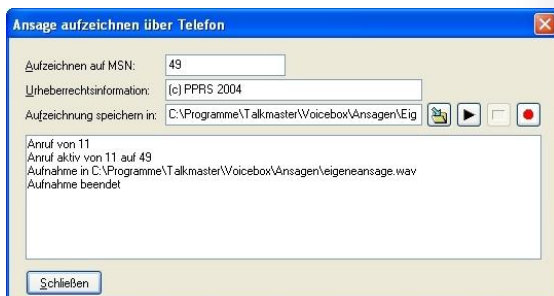 Ansage aufzeichnen über Telefon
Aufzeichnen auf MSN: 49
Urheberrechtsinformation: (c) PPRS 2004
Aufzeichnung speichern in: C:\Programme\Talkmaster\Voicebox\Ansagen\Eig
Anruf von 11
Anruf aktiv von 11 auf 49
Aufnahme in C:\Programme\Talkmaster\Voicebox\Ansagen\eigeneansage.wav
Aufnahme beendet
Schließen